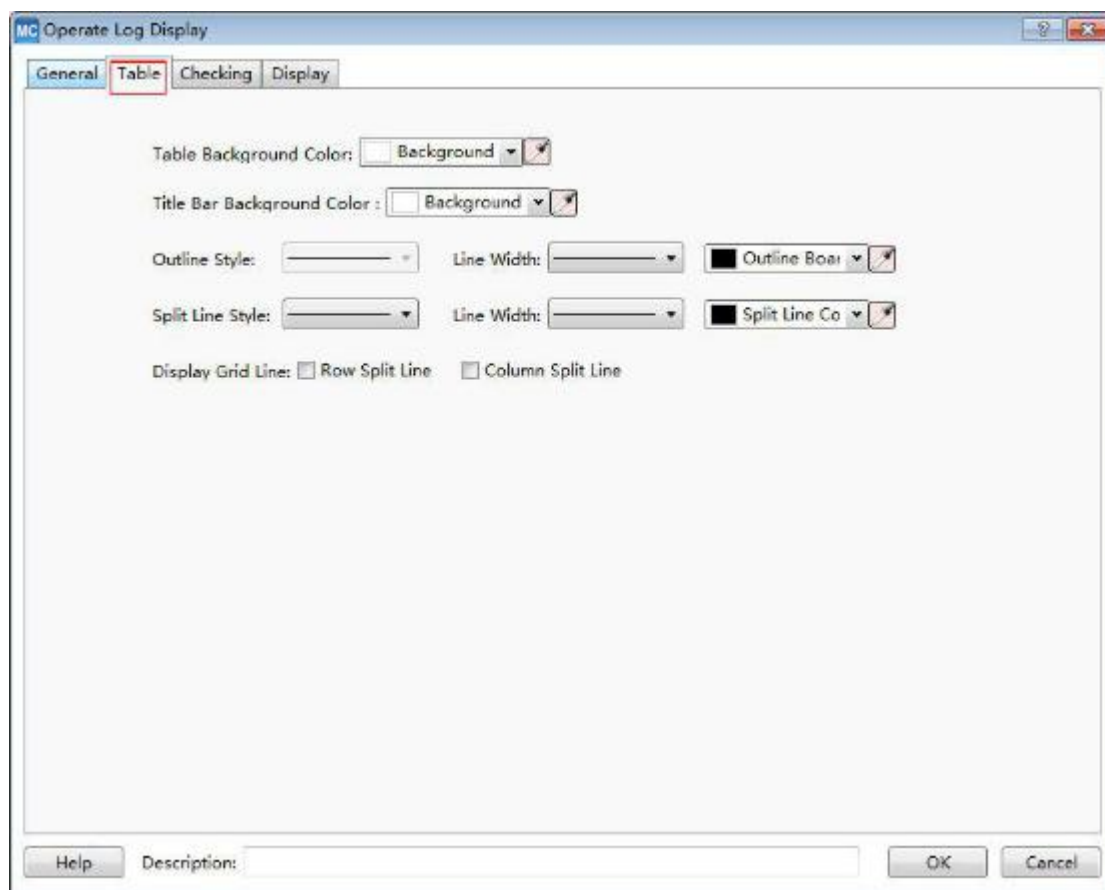 MC Operate Log Display
General Table Checking Display
Table Background Color: Background
Title Bar Background Color : Background
Outline Style: Line Width: Outline Boar
Split Line Style: Line Width: Split Line Co
Display Grid Line: Row Split Line Column Split Line
Help Description: OK Cancel